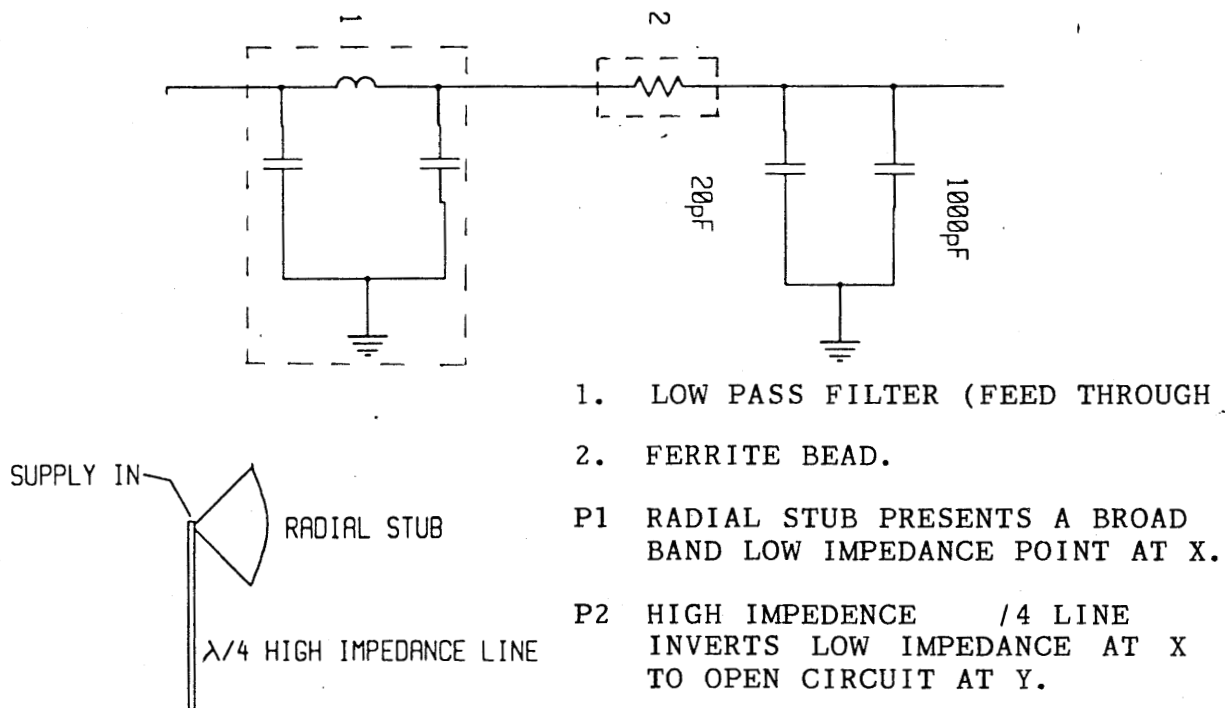 1
2
20pF
1000pF
1. LOW PASS FILTER (FEED THROUGH
2. FERRITE BEAD.
SUPPLY IN
RADIAL STUB
P1 RADIAL STUB PRESENTS A BROAD
BAND LOW IMPEDANCE POINT AT X.
λ/4 HIGH IMPEDANCE LINE
P2 HIGH IMPEDENCE /4 LINE
INVERTS LOW IMPEDANCE AT X
TO OPEN CIRCUIT AT Y.